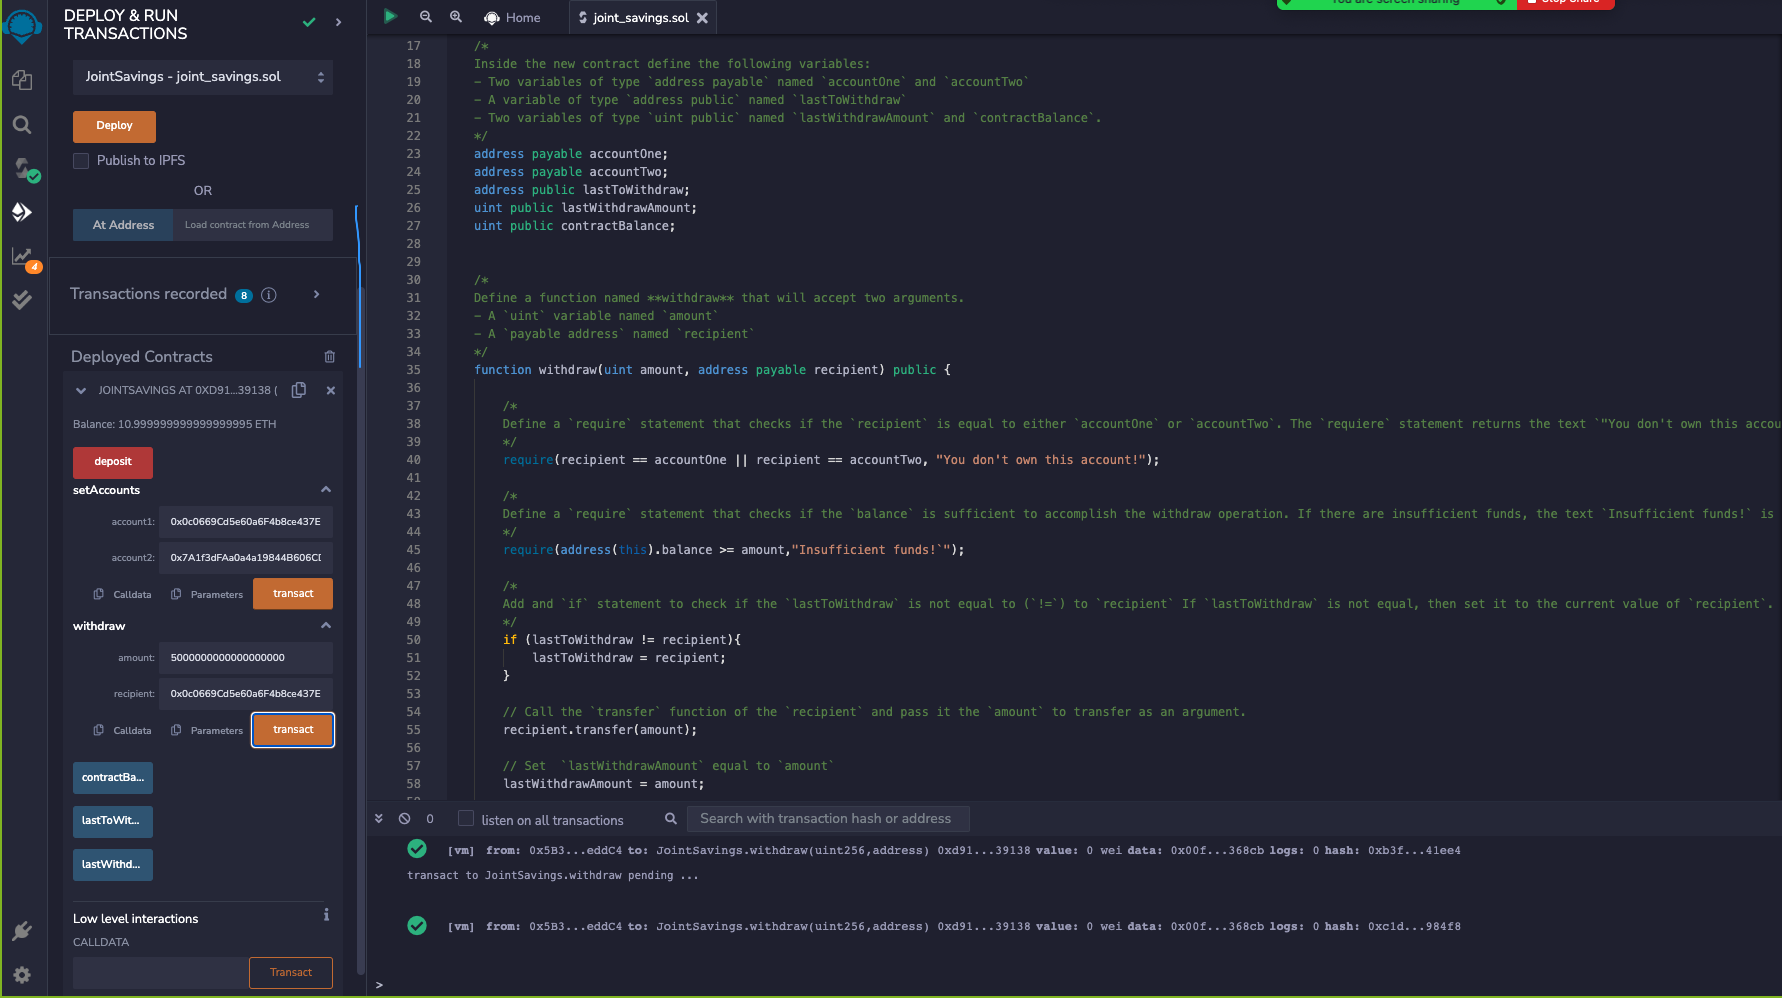 DEPLOY & RUN
TRANSACTIONS
JointSavings - joint_savings.sol
Deploy
Publish to IPFS
OR
At Address
Load contract from Address
4
Transactions recorded 8 i
Deployed Contracts
JOINTSAVINGS AT 0XD91...39138 (
Balance: 10.999999999999999995 ETH
deposit
setAccounts
account1: 0x0c0669Cd5e60a6F4b8ce437E
account2: 0x7A1f3dFAa0a4a19844B606CD
Calldata Parameters transact
withdraw
amount: 5000000000000000000
recipient: 0x0c0669Cd5e60a6F4b8ce437E
Calldata Parameters transact
contractBa...
lastToWit...
lastWithd...
Low level interactions i
CALLDATA
Transact
Home
joint_savings.sol
You are screen sharing
Stop Share
17 /*
18 Inside the new contract define the following variables:
19 - Two variables of type `address payable` named `accountOne` and `accountTwo`
20 - A variable of type `address public` named `lastToWithdraw`
21 - Two variables of type `uint public` named `lastWithdrawAmount` and `contractBalance`.
22 */
23 address payable accountOne;
24 address payable accountTwo;
25 address public lastToWithdraw;
26 uint public lastWithdrawAmount;
27 uint public contractBalance;
28
29
30 /*
31 Define a function named **withdraw** that will accept two arguments.
32 - A `uint` variable named `amount`
33 - A `payable address` named `recipient`
34 */
35 function withdraw(uint amount, address payable recipient) public {
36
37 /*
38 Define a `require` statement that checks if the `recipient` is equal to either `accountOne` or `accountTwo`. The `requiere` statement returns the text `"You don't own this accou
39 */
40 require(recipient == accountOne || recipient == accountTwo, "You don't own this account!");
41
42 /*
43 Define a `require` statement that checks if the `balance` is sufficient to accomplish the withdraw operation. If there are insufficient funds, the text `Insufficient funds!` is
44 */
45 require(address(this).balance >= amount,"Insufficient funds!`");
46
47 /*
48 Add and `if` statement to check if the `lastToWithdraw` is not equal to (`!=`) to `recipient` If `lastToWithdraw` is not equal, then set it to the current value of `recipient`.
49 */
50 if (lastToWithdraw != recipient){
51 lastToWithdraw = recipient;
52 }
53
54 // Call the `transfer` function of the `recipient` and pass it the `amount` to transfer as an argument.
55 recipient.transfer(amount);
56
57 // Set `lastWithdrawAmount` equal to `amount`
58 lastWithdrawAmount = amount;
59
0 listen on all transactions Search with transaction hash or address
[vm] from: 0x5B3...eddC4 to: JointSavings.withdraw(uint256,address) 0xd91...39138 value: 0 wei data: 0x00f...368cb logs: 0 hash: 0xb3f...41ee4
transact to JointSavings.withdraw pending ...
[vm] from: 0x5B3...eddC4 to: JointSavings.withdraw(uint256,address) 0xd91...39138 value: 0 wei data: 0x00f...368cb logs: 0 hash: 0xc1d...984f8
>